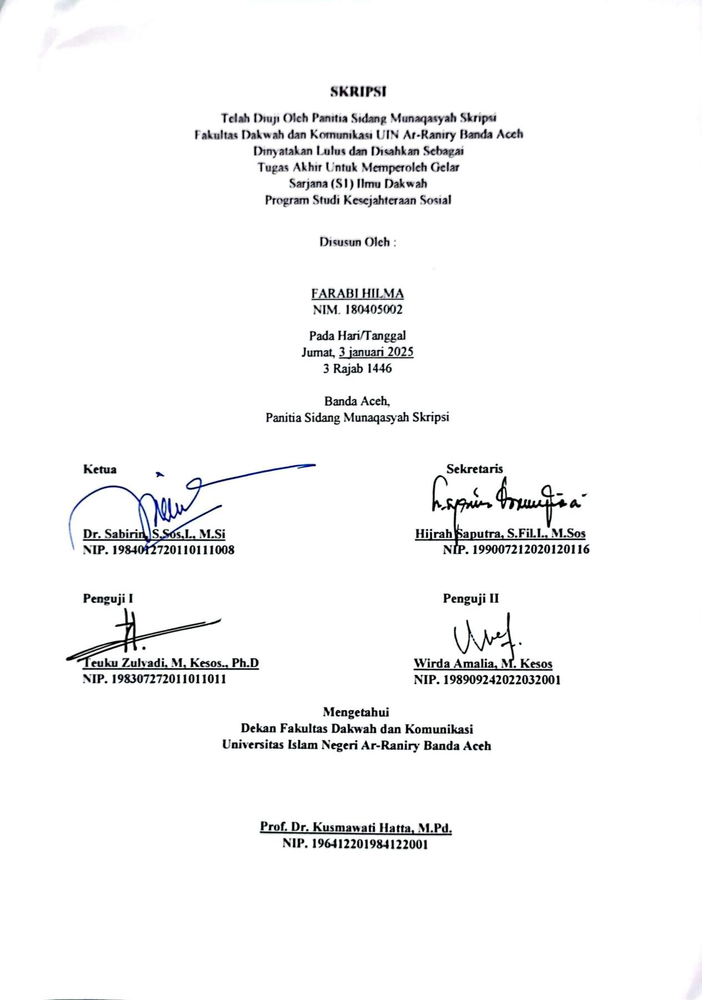 SKRIPSI
Telah Diuji Oleh Panitia Sidang Munaqasyah Skripsi
Fakultas Dakwah dan Komunikasi UIN Ar-Raniry Banda Aceh
Dinyatakan Lulus dan Disahkan Sebagai
Tugas Akhir Untuk Memperoleh Gelar
Sarjana (S1) Ilmu Dakwah
Program Studi Kesejahteraan Sosial
Disusun Oleh :
FARABI HILMA
NIM. 180405002
Pada Hari/Tanggal
Jumat, 3 januari 2025
3 Rajab 1446
Banda Aceh,
Panitia Sidang Munaqasyah Skripsi
Ketua
Sekretaris
Dr. Sabirin, S.Sos,I., M.Si
Hijrah Saputra, S.Fil.I., M.Sos
NIP. 1984012720110111008
NIP. 199007212020120116
Penguji I
Penguji II
Teuku Zulyadi, M, Kesos., Ph.D
Wirda Amalia, M. Kesos
NIP. 198307272011011011
NIP. 198909242022032001
Mengetahui
Dekan Fakultas Dakwah dan Komunikasi
Universitas Islam Negeri Ar-Raniry Banda Aceh
Prof. Dr. Kusmawati Hatta, M.Pd.
NIP. 196412201984122001